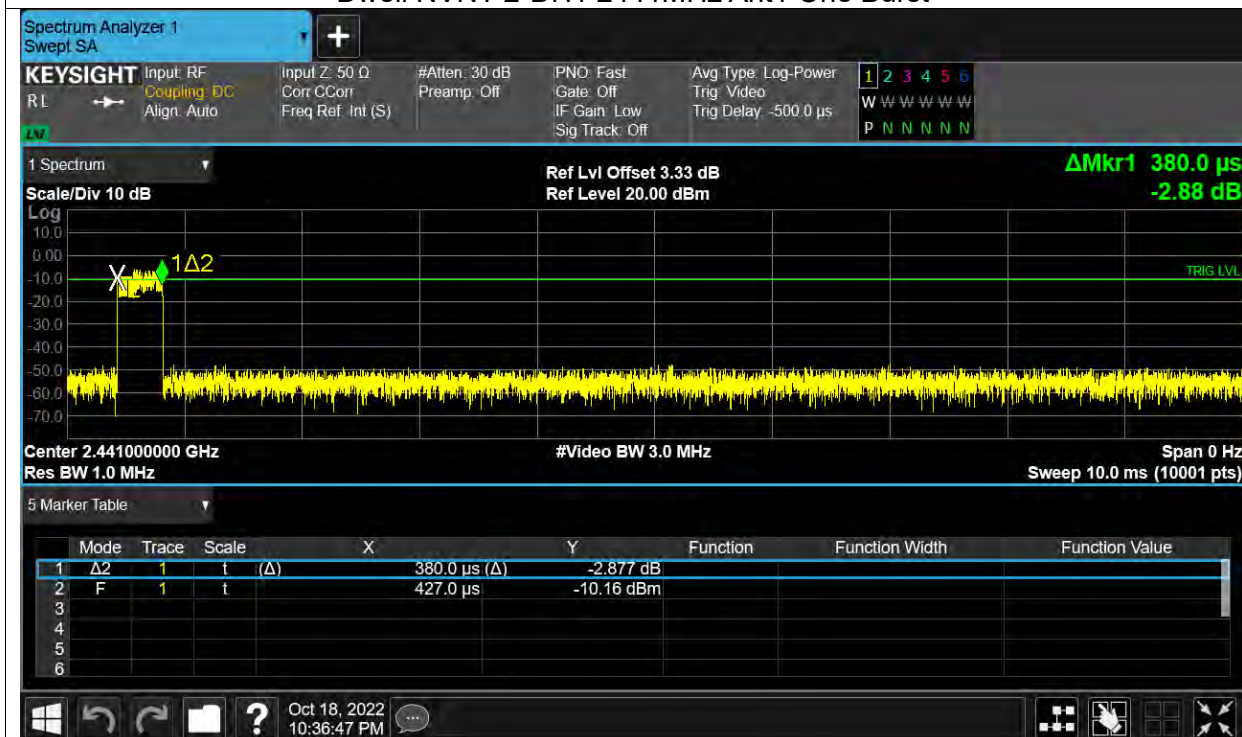 Spectrum Analyzer 1
Swept SA
+
KEYSIGHT
RL
LXI
Input: RF
Coupling: DC
Align: Auto
Input Z: 50 Ω
Corr CCorr
Freq Ref: Int (S)
#Atten: 30 dB
Preamp: Off
PNO: Fast
Gate: Off
IF Gain: Low
Sig Track: Off
Avg Type: Log-Power
Trig: Video
Trig Delay: -500.0 µs
1 2 3 4 5 6
W W W W W W
P N N N N N
1 Spectrum
Scale/Div 10 dB
Ref Lvl Offset 3.33 dB
Ref Level 20.00 dBm
ΔMkr1 380.0 µs
-2.88 dB
Log
10.0
0.00
-10.0
-20.0
-30.0
-40.0
-50.0
-60.0
-70.0
X
1Δ2
TRIG LVL
Center 2.441000000 GHz
#Video BW 3.0 MHz
Span 0 Hz
Res BW 1.0 MHz
Sweep 10.0 ms (10001 pts)
5 Marker Table
Mode Trace Scale X Y Function Function Width Function Value
1 Δ2 1 t (Δ) 380.0 µs (Δ) -2.877 dB
2 F 1 t 427.0 µs -10.16 dBm
3
4
5
6
?
Oct 18, 2022
10:36:47 PM